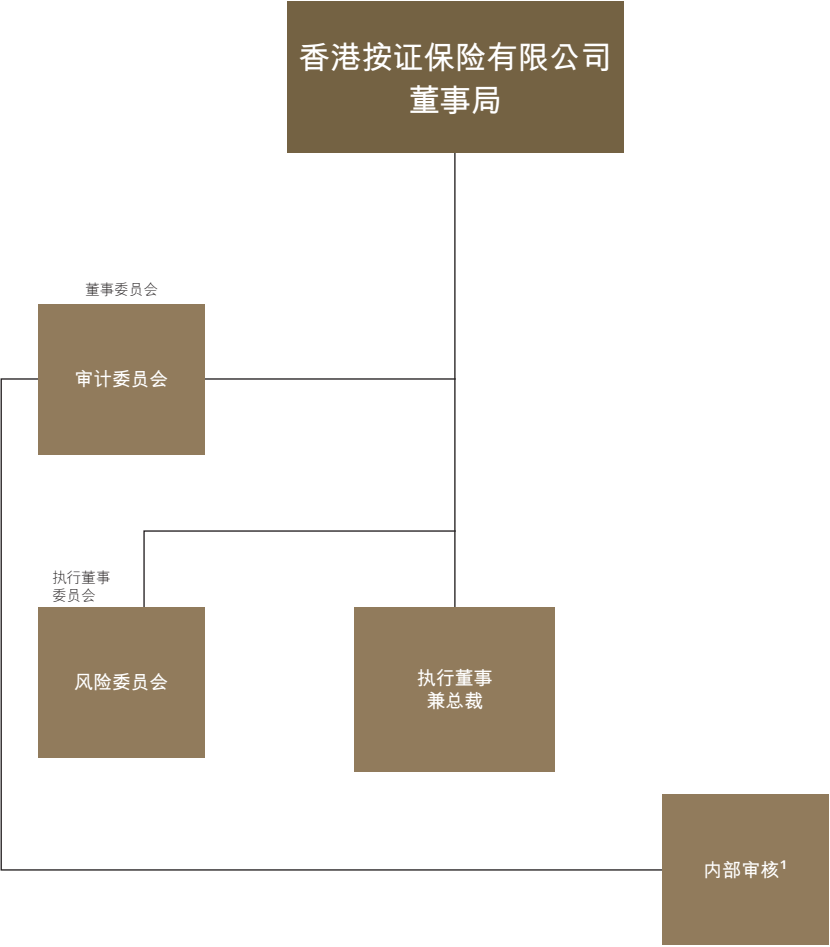 香港按证保险有限公司
董事局
董事委员会
审计委员会
执行董事
委员会
风险委员会
执行董事
兼总裁
内部审核¹